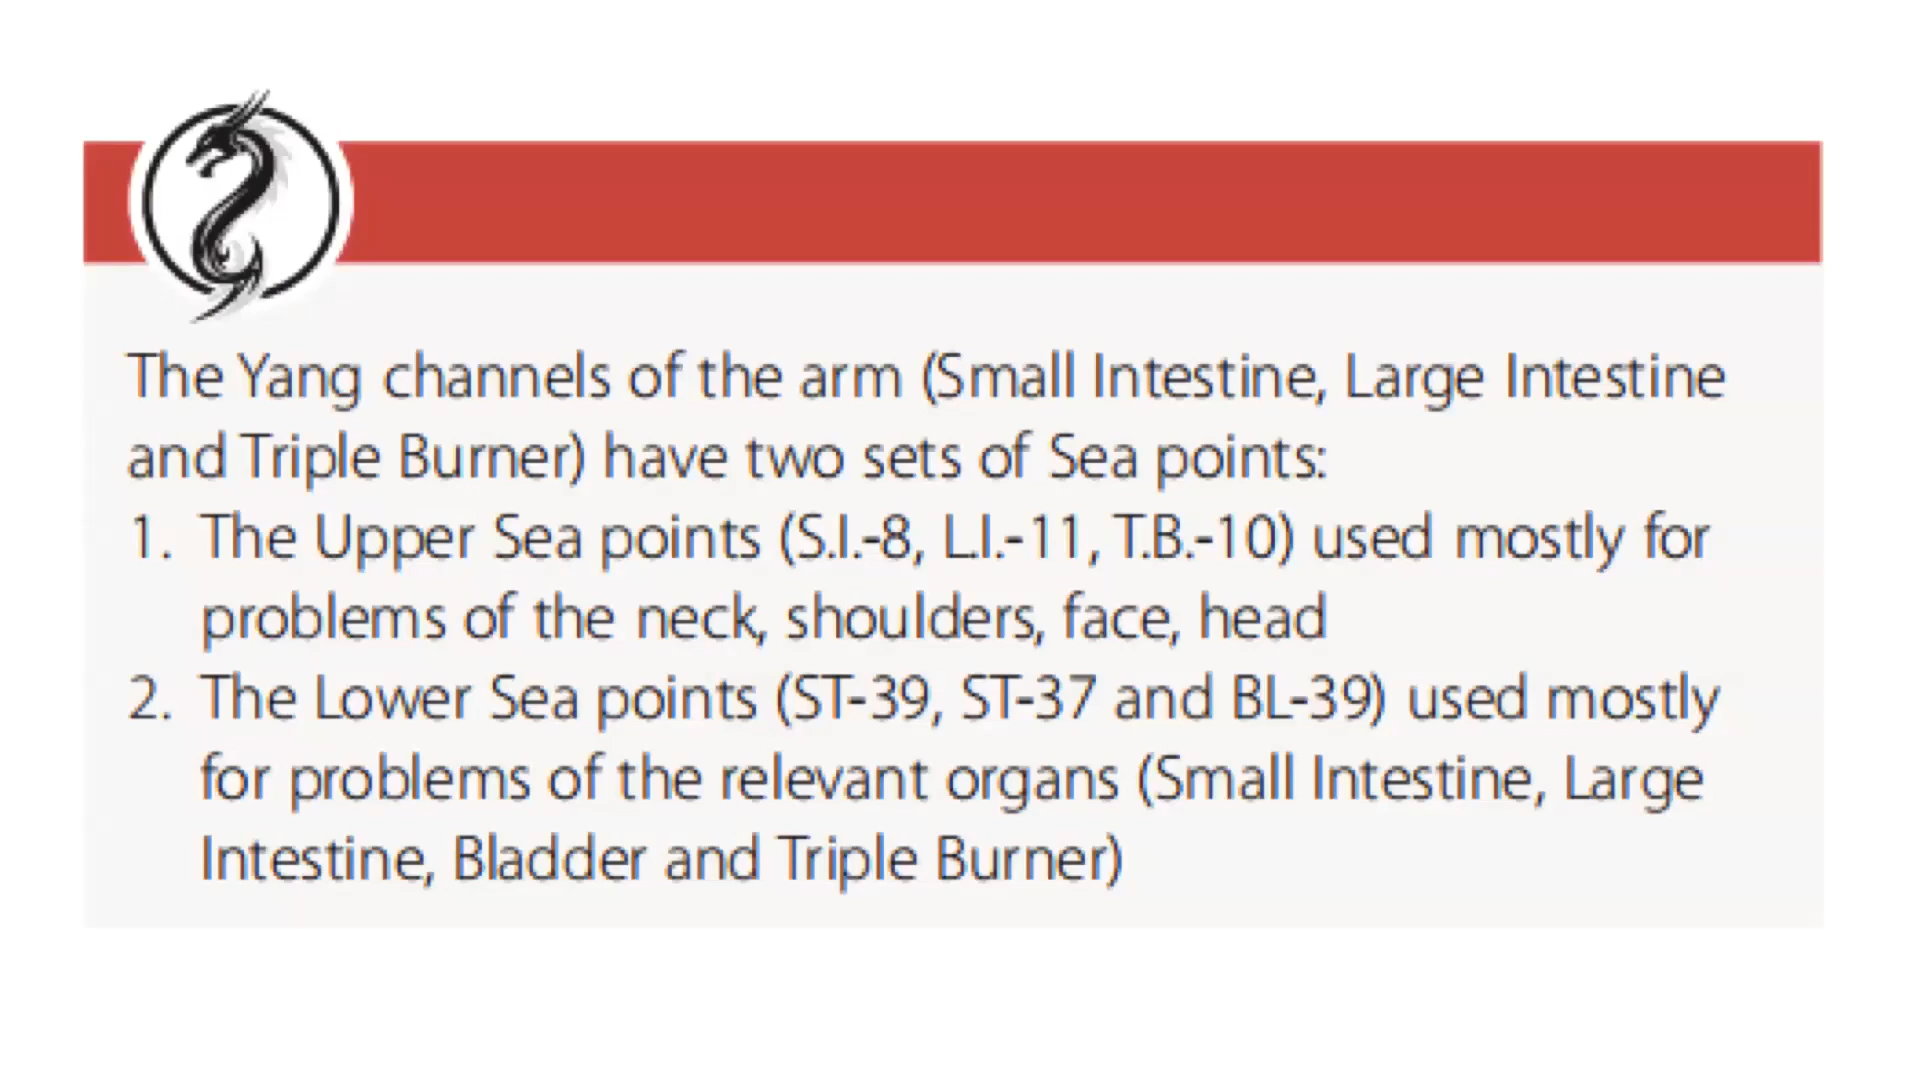 The Yang channels of the arm (Small Intestine, Large Intestine
and Triple Burner) have two sets of Sea points:
1. The Upper Sea points (S.I.-8, L.I.-11, T.B.-10) used mostly for
problems of the neck, shoulders, face, head
2. The Lower Sea points (ST-39, ST-37 and BL-39) used mostly
for problems of the relevant organs (Small Intestine, Large
Intestine, Bladder and Triple Burner)